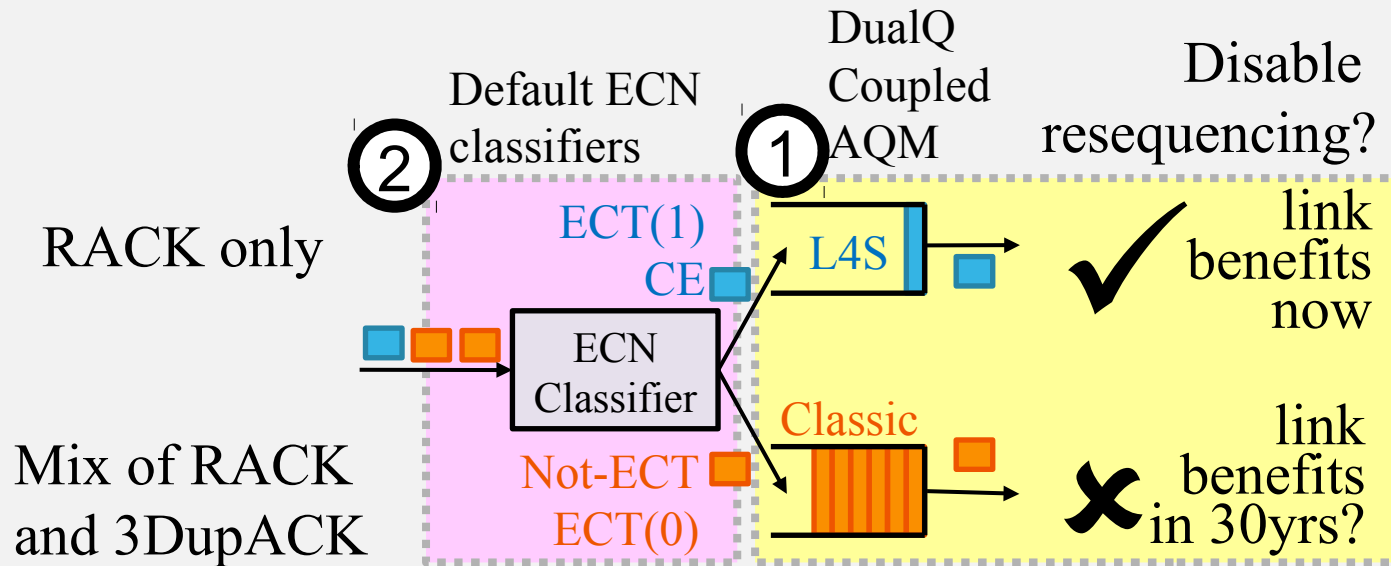 DualQ
Coupled
AQM
Default ECN
classifiers
Disable
resequencing?
2
1
RACK only
ECT(1)
CE
L4S
link
benefits
now
ECN
Classifier
Mix of RACK
and 3DupACK
Not-ECT
ECT(0)
Classic
link
benefits
in 30yrs?